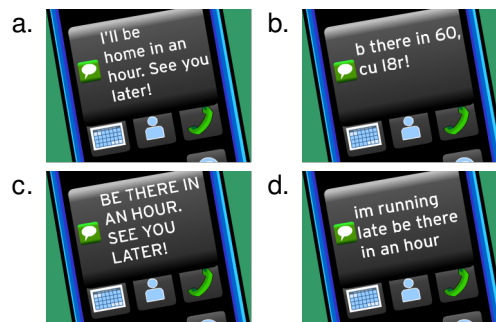 a.
I'll be
home in an
hour. See you
later!
b.
b there in 60,
cu l8r!
c.
BE THERE IN
AN HOUR.
SEE YOU
LATER!
d.
im running
late be there
in an hour